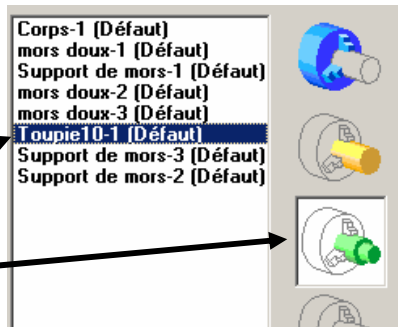 Corps-1 (Défaut)
mors doux-1 (Défaut)
Support de mors-1 (Défaut)
mors doux-2 (Défaut)
mors doux-3 (Défaut)
Toupie10-1 (Défaut)
Support de mors-3 (Défaut)
Support de mors-2 (Défaut)